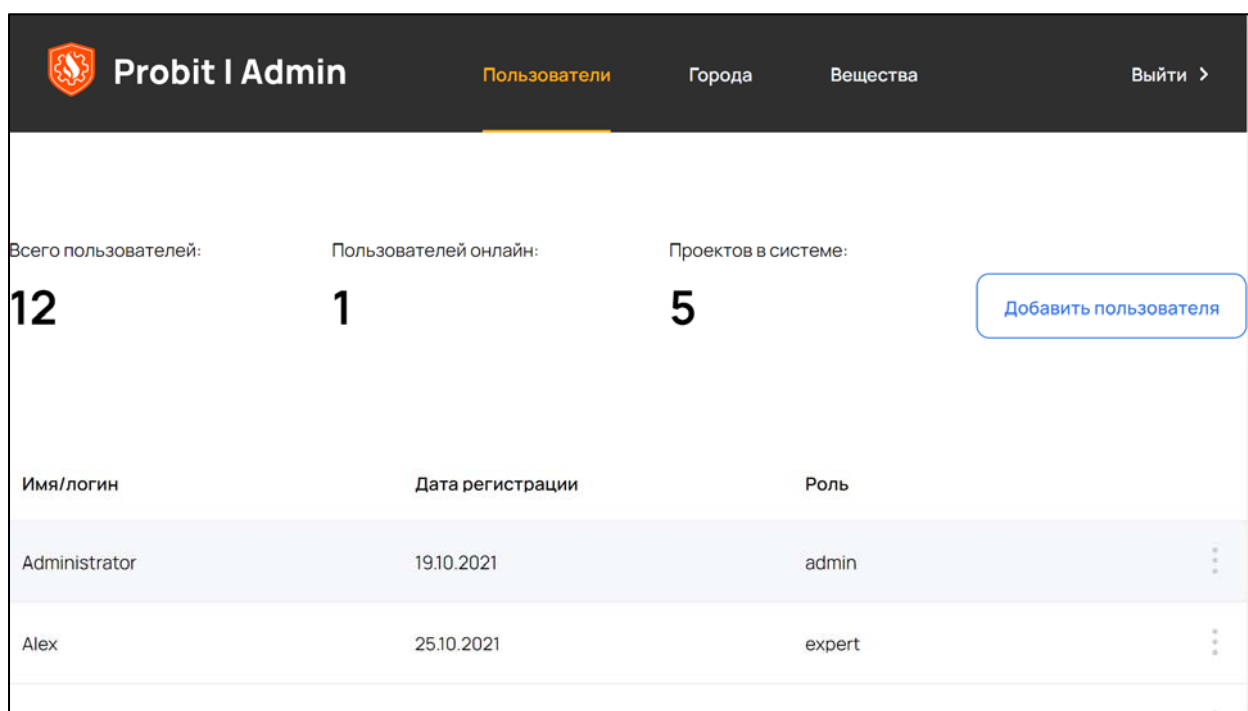 Probit | Admin Пользователи Города Вещества Выйти >
Всего пользователей: Пользователей онлайн: Проектов в системе:
12 1 5 Добавить пользователя
Имя/логин Дата регистрации Роль
Administrator 19.10.2021 admin
Alex 25.10.2021 expert